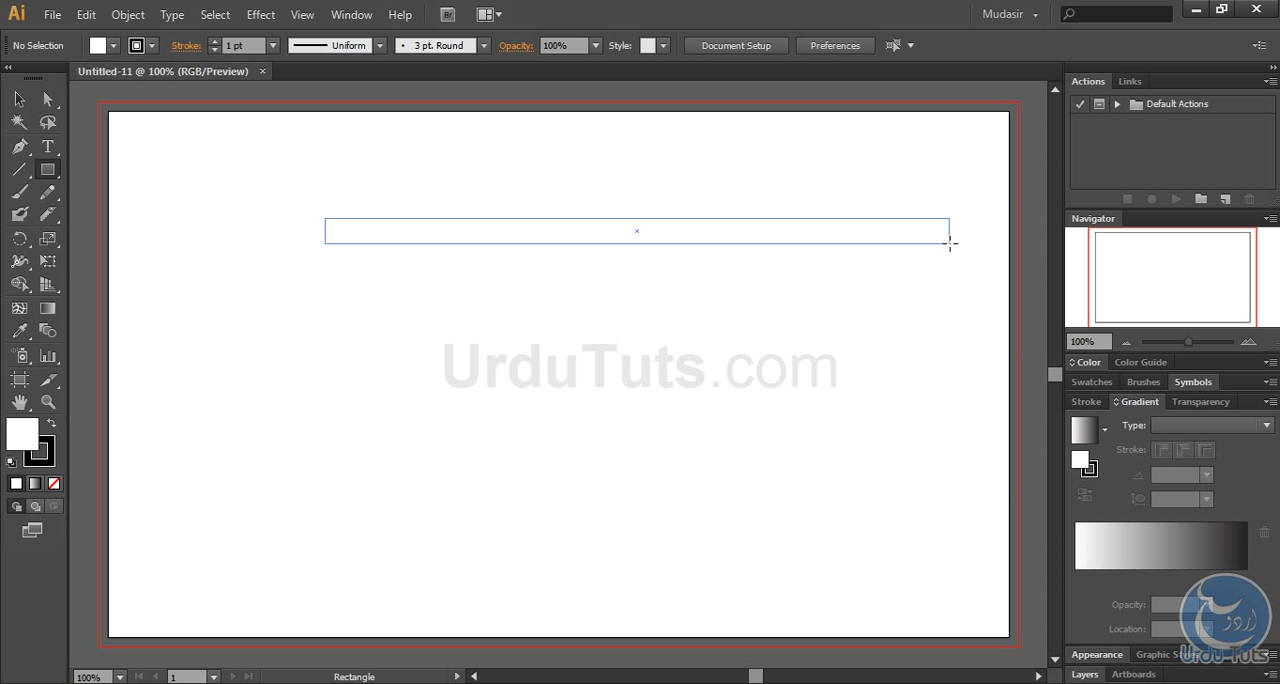 Ai File Edit Object Type Select Effect View Window Help Br Mudasir
No Selection Stroke: 1 pt Uniform 3 pt. Round Opacity: 100% Style: Document Setup Preferences
Untitled-11 @ 100% (RGB/Preview)
Actions Links
Default Actions
Navigator
100%
Color Color Guide
Swatches Brushes Symbols
Stroke Gradient Transparency
Type:
Stroke:
UrduTuts.com
Opacity:
Location:
اردو
Urdu Tuts
Appearance Graphic Styles
Layers Artboards
100% 1 Rectangle